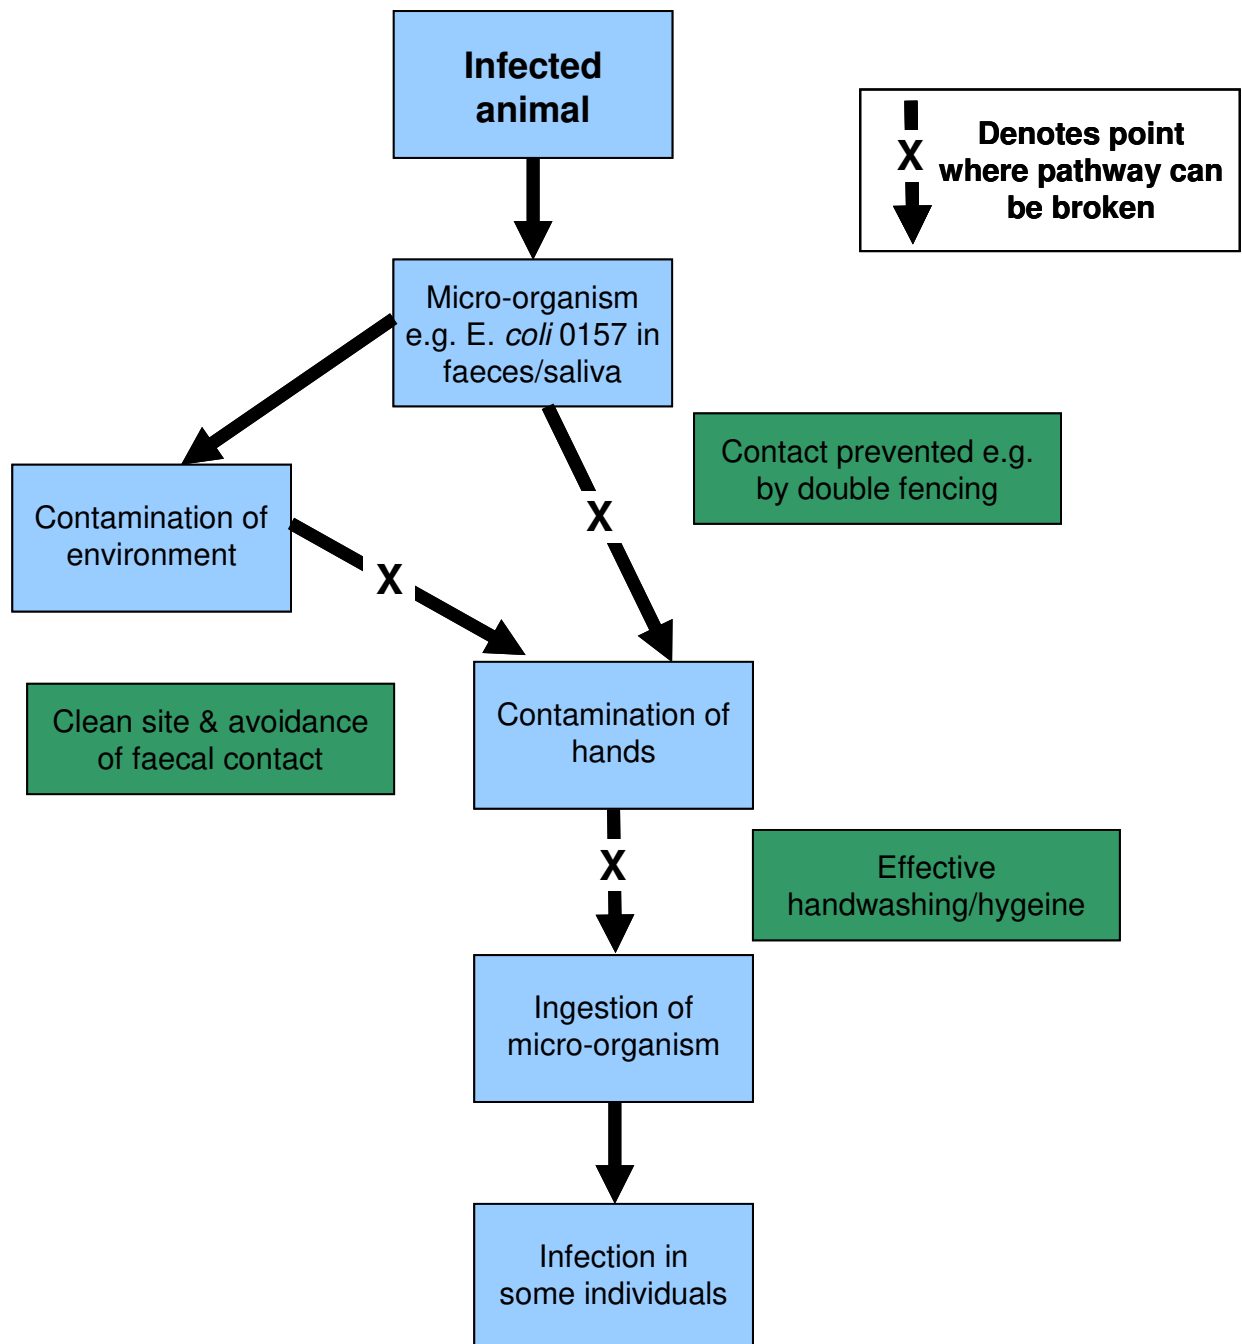 Infected
animal
X
Denotes point
where pathway can
be broken
Micro-organism
e.g. E. coli 0157 in
faeces/saliva
Contact prevented e.g.
by double fencing
X
Contamination of
environment
X
Clean site & avoidance
of faecal contact
Contamination of
hands
X
Effective
handwashing/hygeine
Ingestion of
micro-organism
Infection in
some individuals